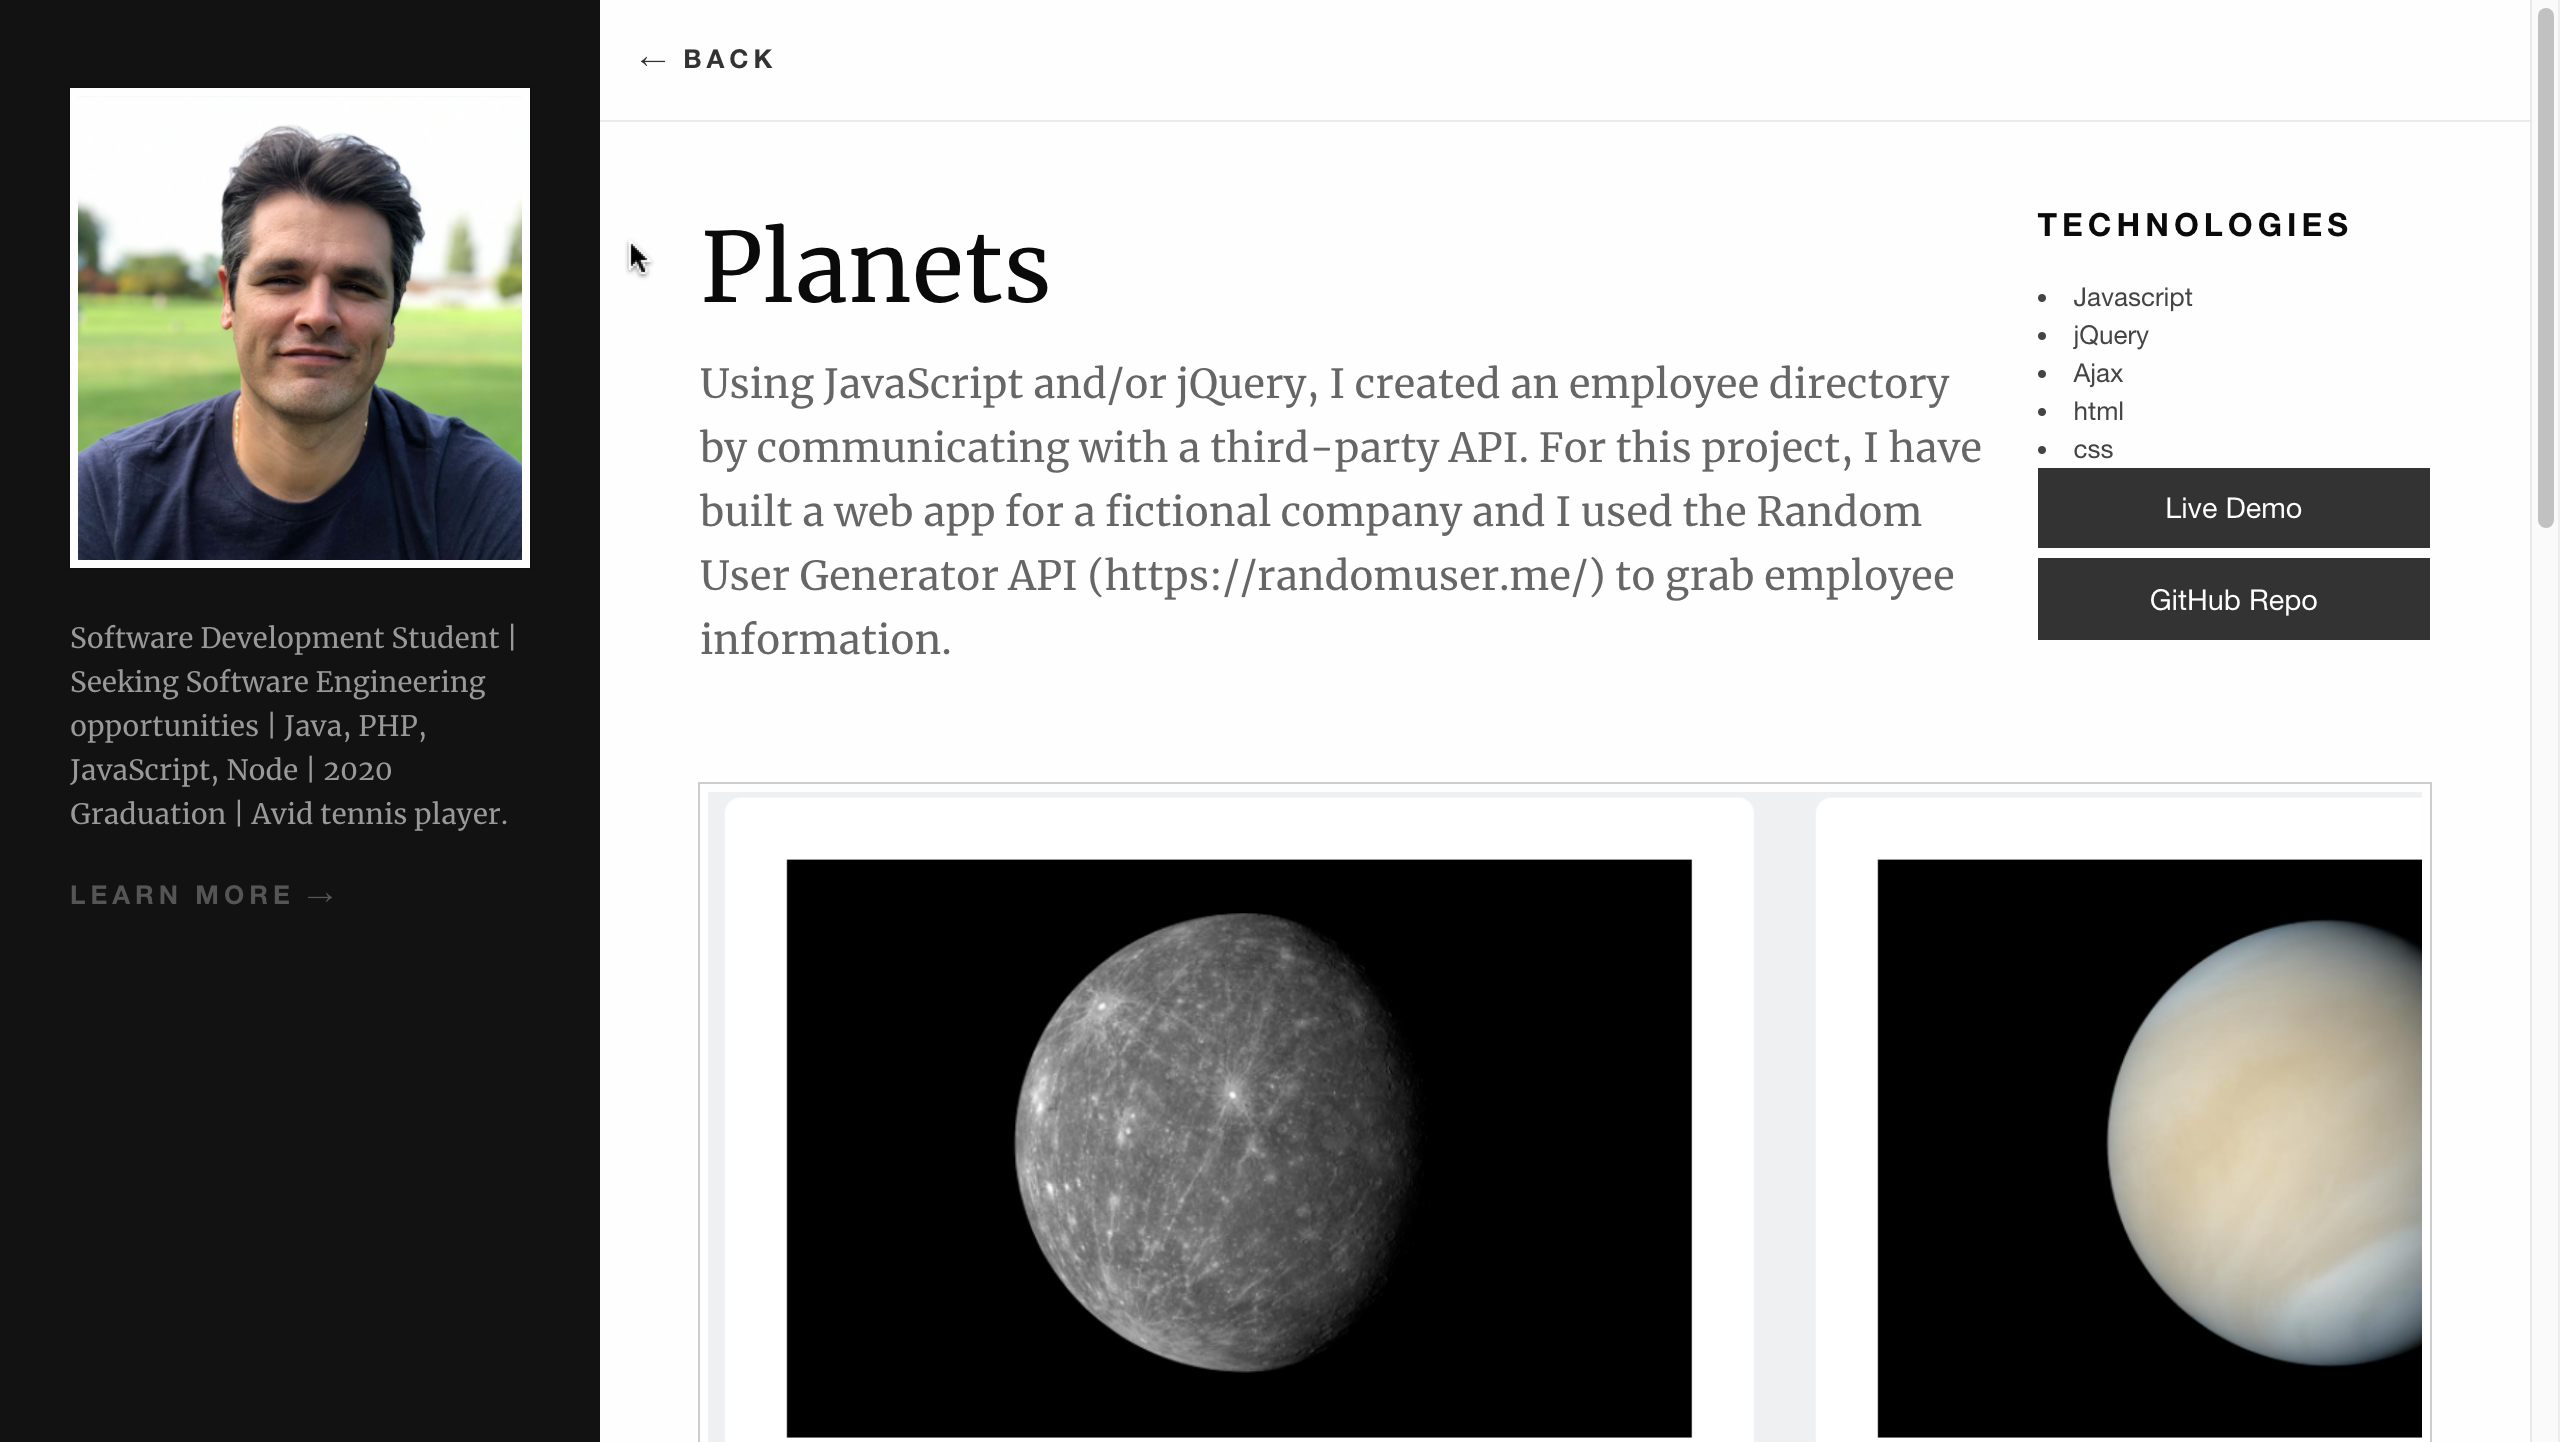 ← BACK
Software Development Student |
Seeking Software Engineering
opportunities | Java, PHP,
JavaScript, Node | 2020
Graduation | Avid tennis player.
LEARN MORE →
Planets
Using JavaScript and/or jQuery, I created an employee directory
by communicating with a third-party API. For this project, I have
built a web app for a fictional company and I used the Random
User Generator API (https://randomuser.me/) to grab employee
information.
TECHNOLOGIES
• Javascript
• jQuery
• Ajax
• html
• css
Live Demo
GitHub Repo